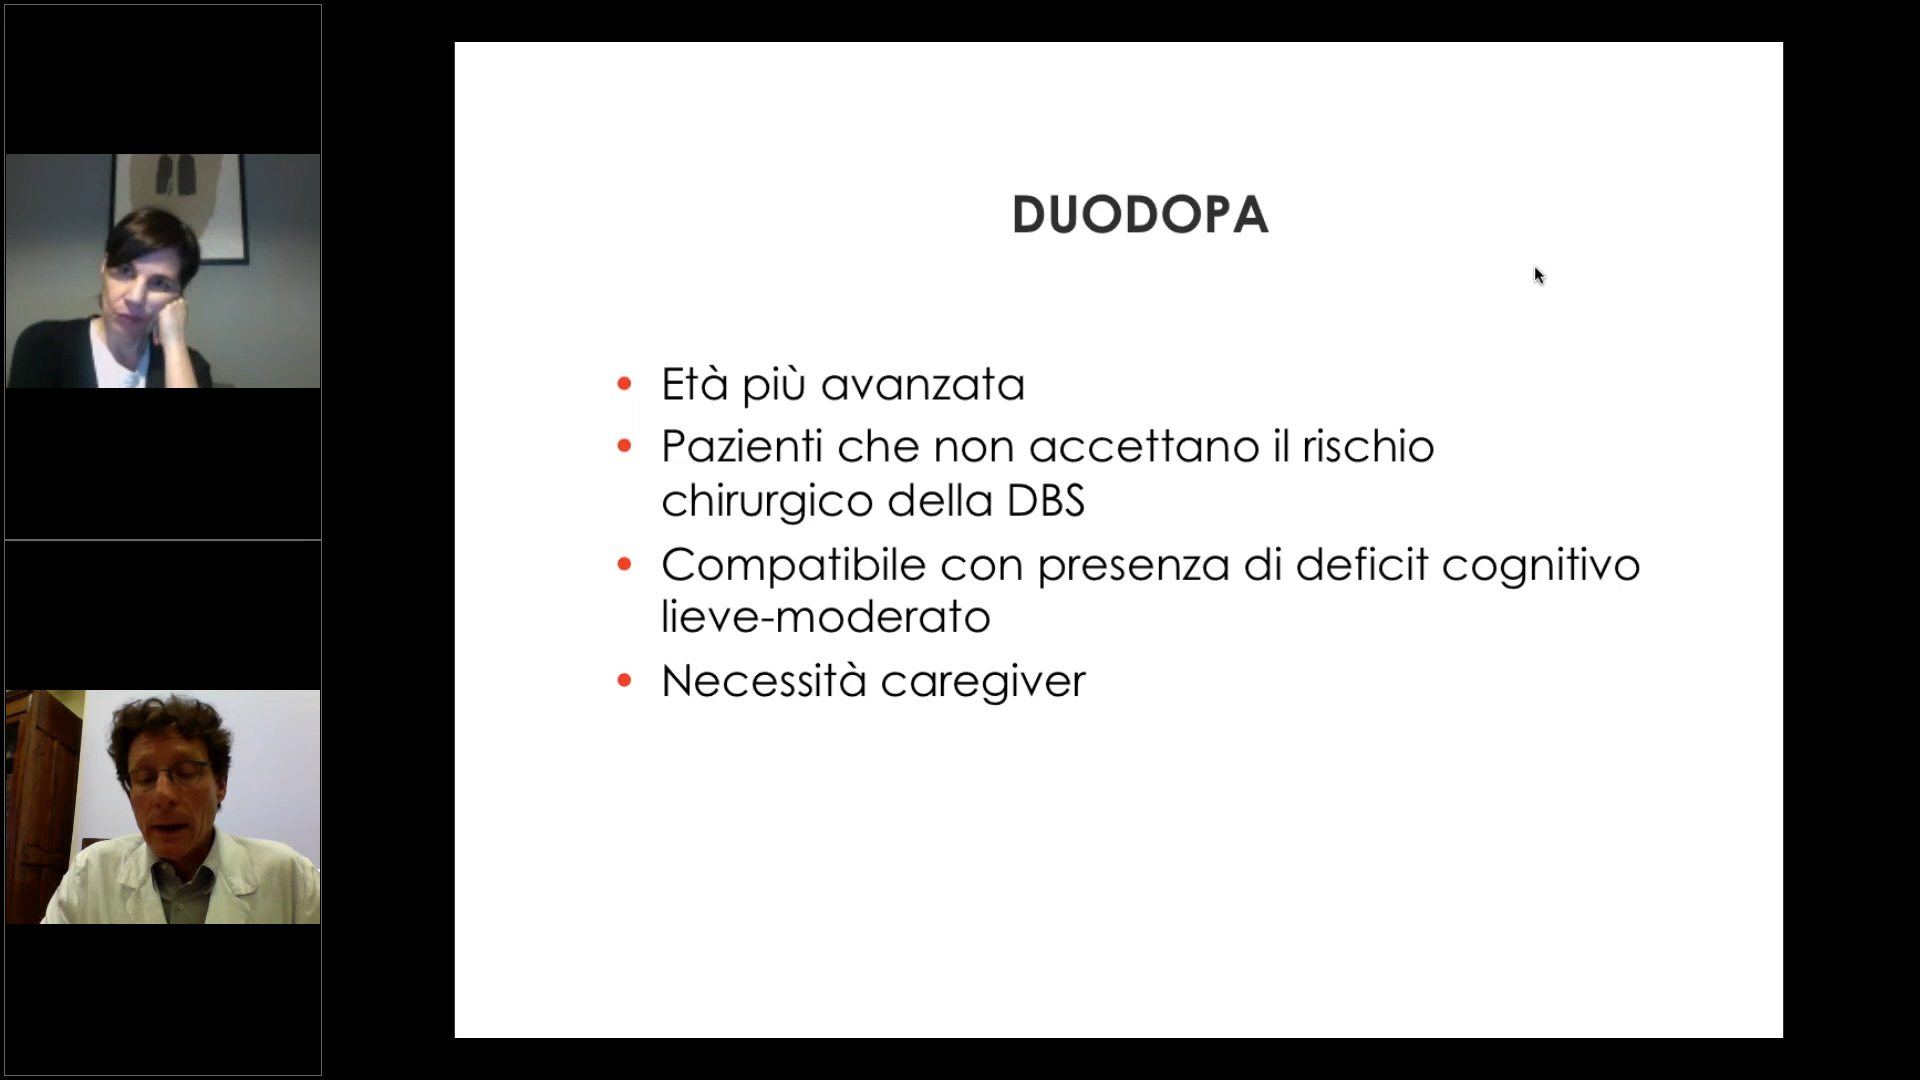 DUODOPA
• Età più avanzata
• Pazienti che non accettano il rischio
chirurgico della DBS
• Compatibile con presenza di deficit cognitivo
lieve-moderato
• Necessità caregiver